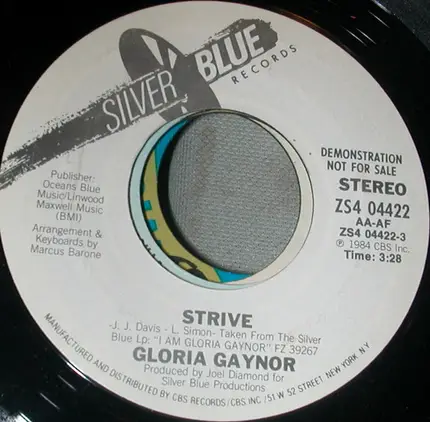 SILVER BLUE
RECORDS
DEMONSTRATION
NOT FOR SALE
STEREO
ZS4 04422
AA-AF
ZS4 04422-3
℗ 1984 CBS Inc.
Time: 3:28
Publisher:
Oceans Blue
Music/Linwood
Maxwell Music
(BMI)
Arrangement &
Keyboards by
Marcus Barone
STRIVE
-J. J. Davis - L. Simon- Taken From The Silver
Blue Lp: "I AM GLORIA GAYNOR" FZ 39267
GLORIA GAYNOR
Produced by Joel Diamond for
Silver Blue Productions
MANUFACTURED AND DISTRIBUTED BY CBS RECORDS/CBS INC./51 W. 52 STREET, NEW YORK, N.Y.